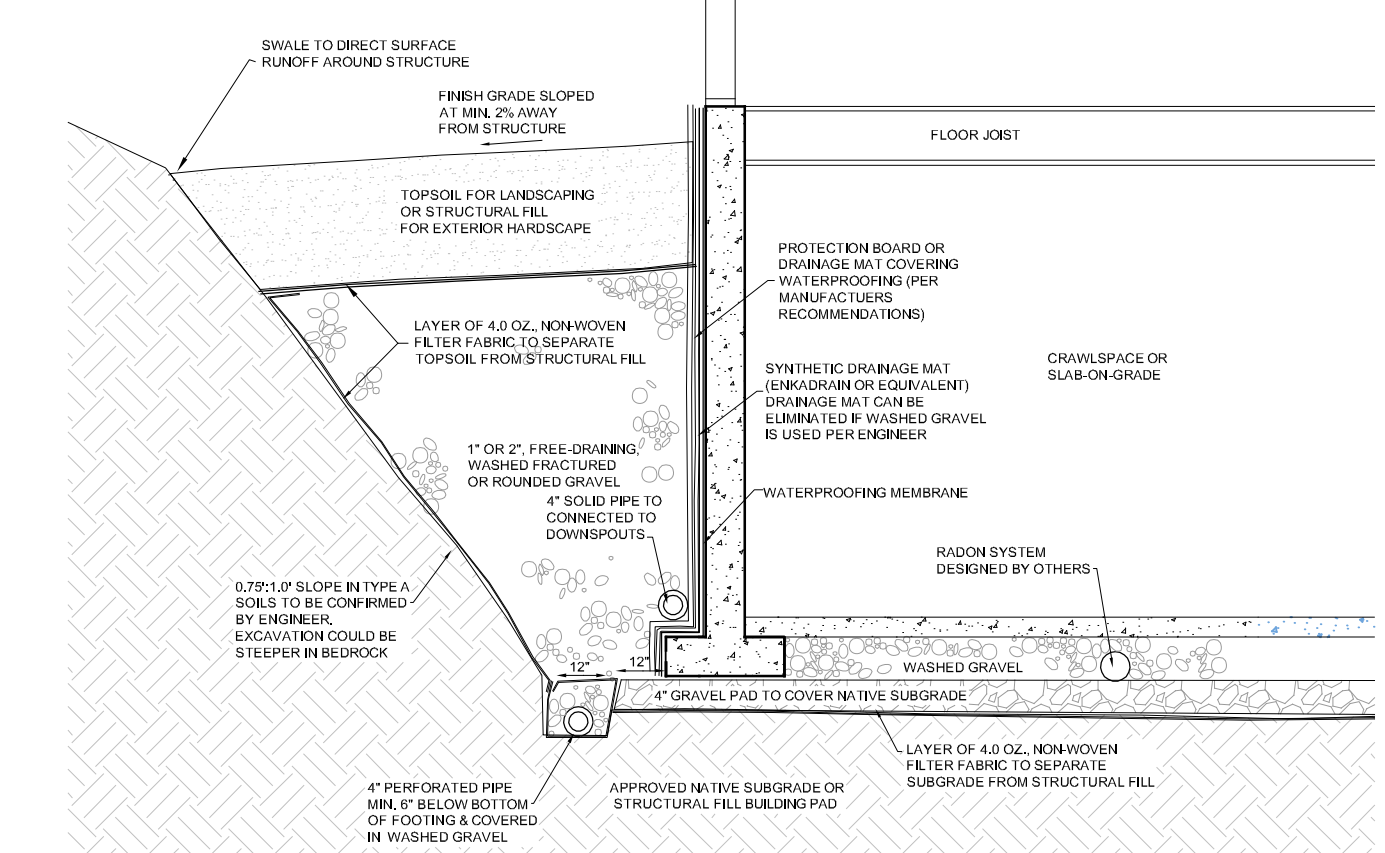 SWALE TO DIRECT SURFACE
RUNOFF AROUND STRUCTURE
FINISH GRADE SLOPED
AT MIN. 2% AWAY
FROM STRUCTURE
FLOOR JOIST
TOPSOIL FOR LANDSCAPING
OR STRUCTURAL FILL
FOR EXTERIOR HARDSCAPE
PROTECTION BOARD OR
DRAINAGE MAT COVERING
WATERPROOFING (PER
MANUFACTUERS
RECOMMENDATIONS)
LAYER OF 4.0 OZ., NON-WOVEN
FILTER FABRIC TO SEPARATE
TOPSOIL FROM STRUCTURAL FILL
CRAWLSPACE OR
SLAB-ON-GRADE
SYNTHETIC DRAINAGE MAT
(ENKADRAIN OR EQUIVALENT)
DRAINAGE MAT CAN BE
ELIMINATED IF WASHED GRAVEL
IS USED PER ENGINEER
1" OR 2", FREE-DRAINING,
WASHED FRACTURED
OR ROUNDED GRAVEL
4" SOLID PIPE TO
CONNECTED TO
DOWNSPOUTS
WATERPROOFING MEMBRANE
RADON SYSTEM
DESIGNED BY OTHERS
0.75':1.0' SLOPE IN TYPE A
SOILS TO BE CONFIRMED
BY ENGINEER.
EXCAVATION COULD BE
STEEPER IN BEDROCK
12"
12"
WASHED GRAVEL
4" GRAVEL PAD TO COVER NATIVE SUBGRADE
LAYER OF 4.0 OZ., NON-WOVEN
FILTER FABRIC TO SEPARATE
SUBGRADE FROM STRUCTURAL FILL
4" PERFORATED PIPE
MIN. 6" BELOW BOTTOM
OF FOOTING & COVERED
IN WASHED GRAVEL
APPROVED NATIVE SUBGRADE OR
STRUCTURAL FILL BUILDING PAD